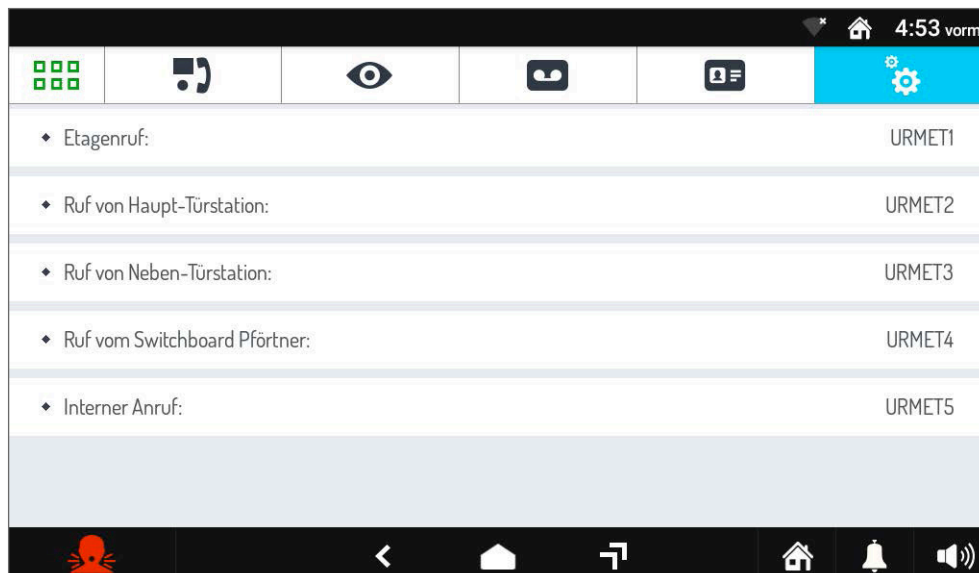 4:53 vorm
Etagenruf: URMET1
Ruf von Haupt-Türstation: URMET2
Ruf von Neben-Türstation: URMET3
Ruf vom Switchboard Pförtner: URMET4
Interner Anruf: URMET5